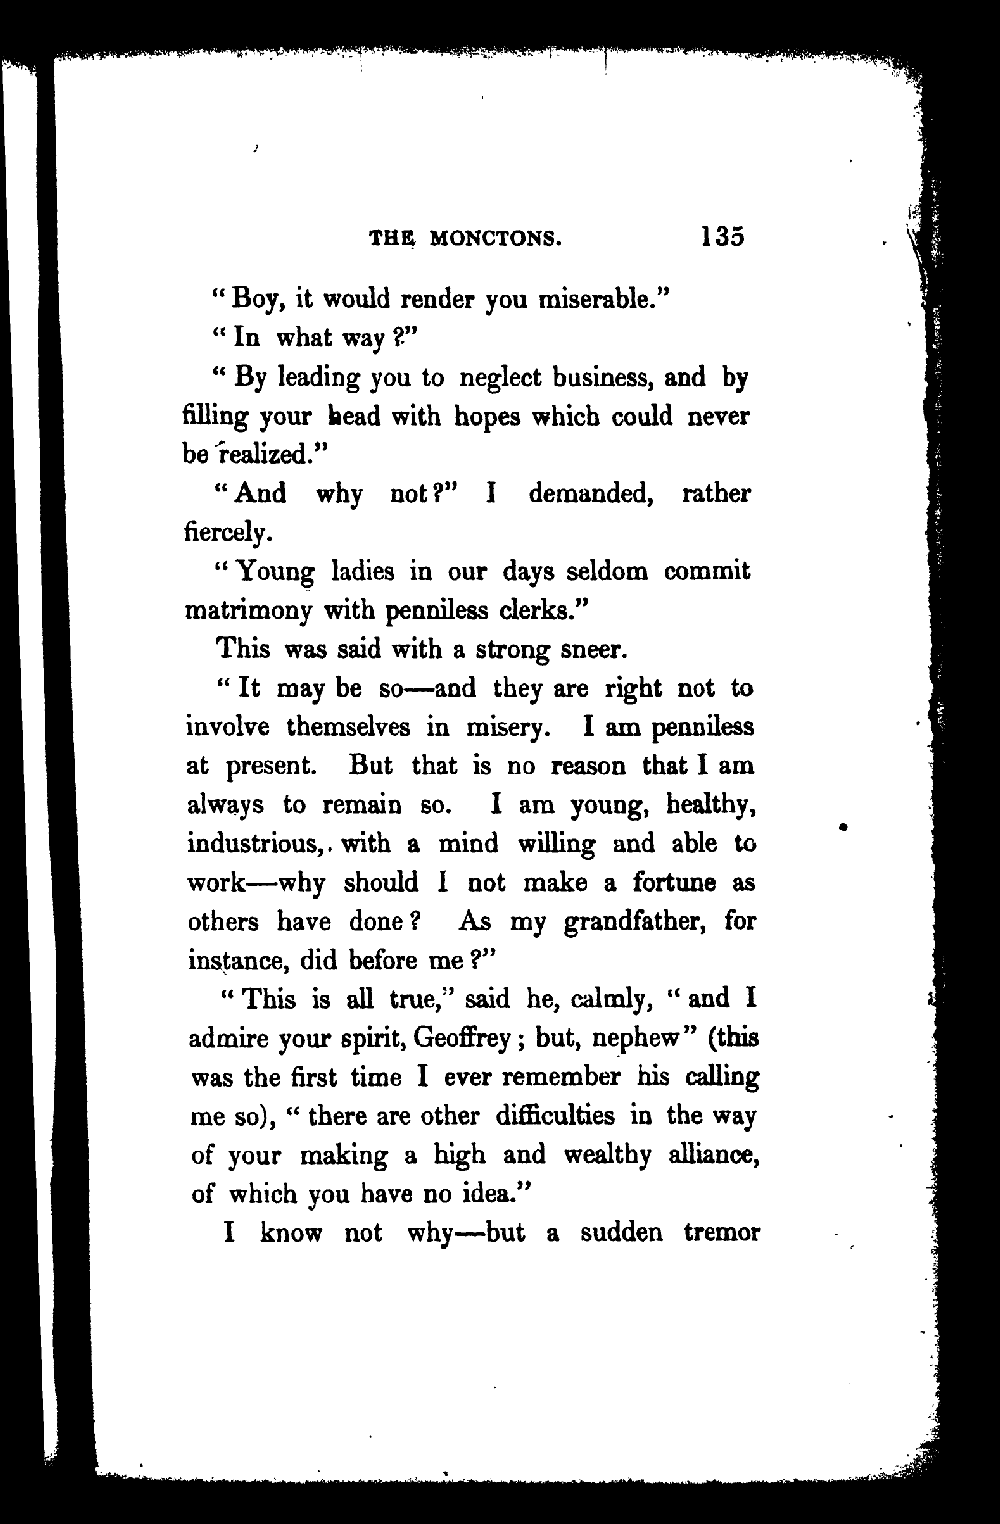 THE MONCTONS. 135
“Boy, it would render you miserable.”
“In what way?”
“By leading you to neglect business, and by
filling your head with hopes which could never
be realized.”
“And why not?” I demanded, rather
fiercely.
“Young ladies in our days seldom commit
matrimony with penniless clerks.”
This was said with a strong sneer.
“It may be so—and they are right not to
involve themselves in misery. I am penniless
at present. But that is no reason that I am
always to remain so. I am young, healthy,
industrious, with a mind willing and able to
work—why should I not make a fortune as
others have done? As my grandfather, for
instance, did before me?”
“This is all true,” said he, calmly, “and I
admire your spirit, Geoffrey; but, nephew” (this
was the first time I ever remember his calling
me so), “there are other difficulties in the way
of your making a high and wealthy alliance,
of which you have no idea.”
I know not why—but a sudden tremor